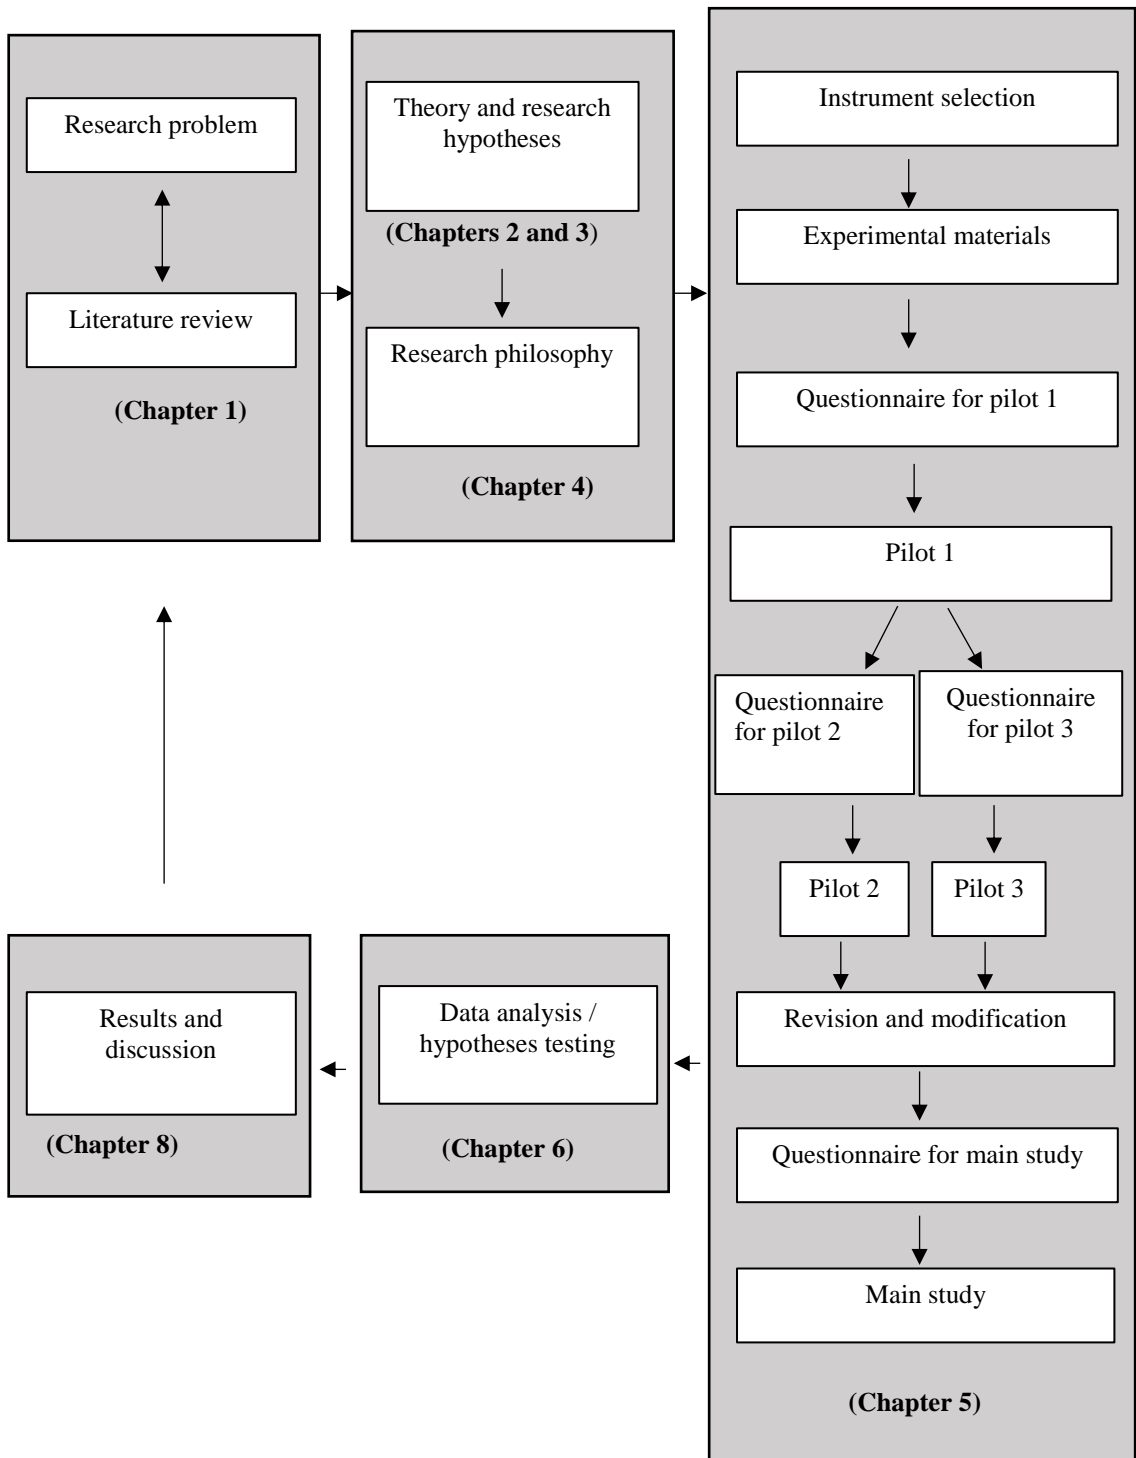 Research problem
Literature review
(Chapter 1)
Theory and research
hypotheses
(Chapters 2 and 3)
Research philosophy
(Chapter 4)
Instrument selection
Experimental materials
Questionnaire for pilot 1
Pilot 1
Questionnaire
for pilot 2
Questionnaire
for pilot 3
Pilot 2
Pilot 3
Revision and modification
Questionnaire for main study
Main study
(Chapter 5)
Data analysis /
hypotheses testing
(Chapter 6)
Results and
discussion
(Chapter 8)